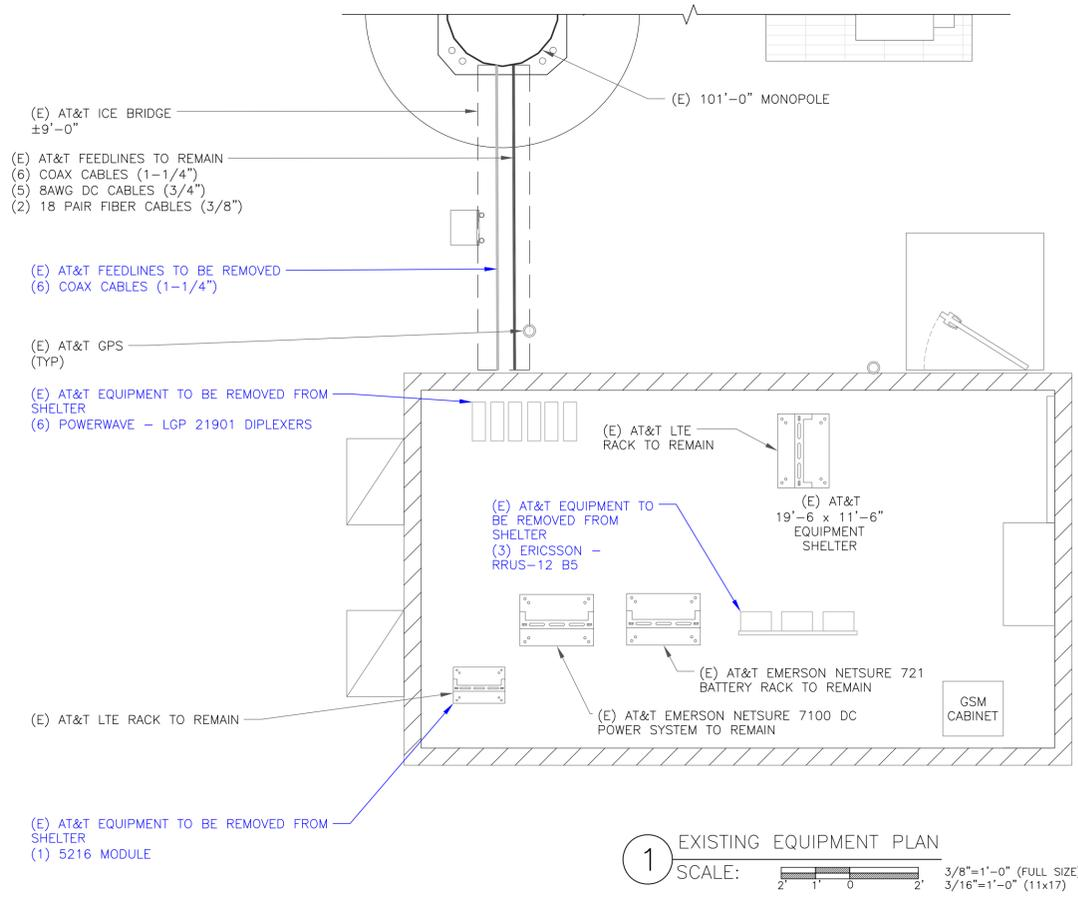 (E) 101'-0" MONOPOLE
(E) AT&T ICE BRIDGE
±9'-0"
(E) AT&T FEEDLINES TO REMAIN
(6) COAX CABLES (1-1/4")
(5) 8AWG DC CABLES (3/4")
(2) 18 PAIR FIBER CABLES (3/8")
(E) AT&T FEEDLINES TO BE REMOVED
(6) COAX CABLES (1-1/4")
(E) AT&T GPS
(TYP)
(E) AT&T EQUIPMENT TO BE REMOVED FROM
SHELTER
(6) POWERWAVE - LGP 21901 DIPLEXERS
(E) AT&T LTE
RACK TO REMAIN
(E) AT&T
19'-6 x 11'-6"
EQUIPMENT
SHELTER
(E) AT&T EQUIPMENT TO
BE REMOVED FROM
SHELTER
(3) ERICSSON -
RRUS-12 B5
(E) AT&T EMERSON NETSURE 721
BATTERY RACK TO REMAIN
(E) AT&T EMERSON NETSURE 7100 DC
POWER SYSTEM TO REMAIN
GSM
CABINET
(E) AT&T LTE RACK TO REMAIN
(E) AT&T EQUIPMENT TO BE REMOVED FROM
SHELTER
(1) 5216 MODULE
1
EXISTING EQUIPMENT PLAN
SCALE:
2' 1' 0 2'
3/8"=1'-0" (FULL SIZE)
3/16"=1'-0" (11x17)